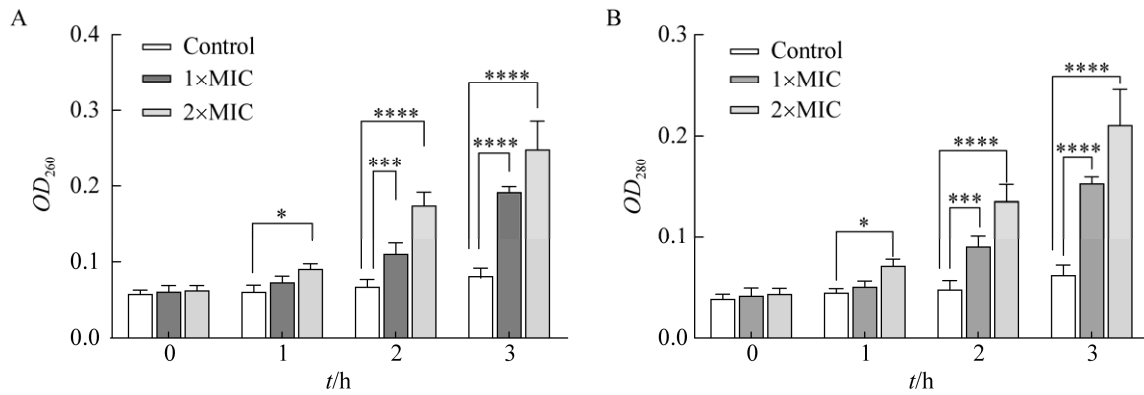 A
0.4
0.3
0.2
0.1
0.0
OD260
Control
1×MIC
2×MIC
*
***
****
****
****
0
1
2
3
t/h
B
0.3
0.2
0.1
0.0
OD280
Control
1×MIC
2×MIC
*
***
****
****
****
0
1
2
3
t/h